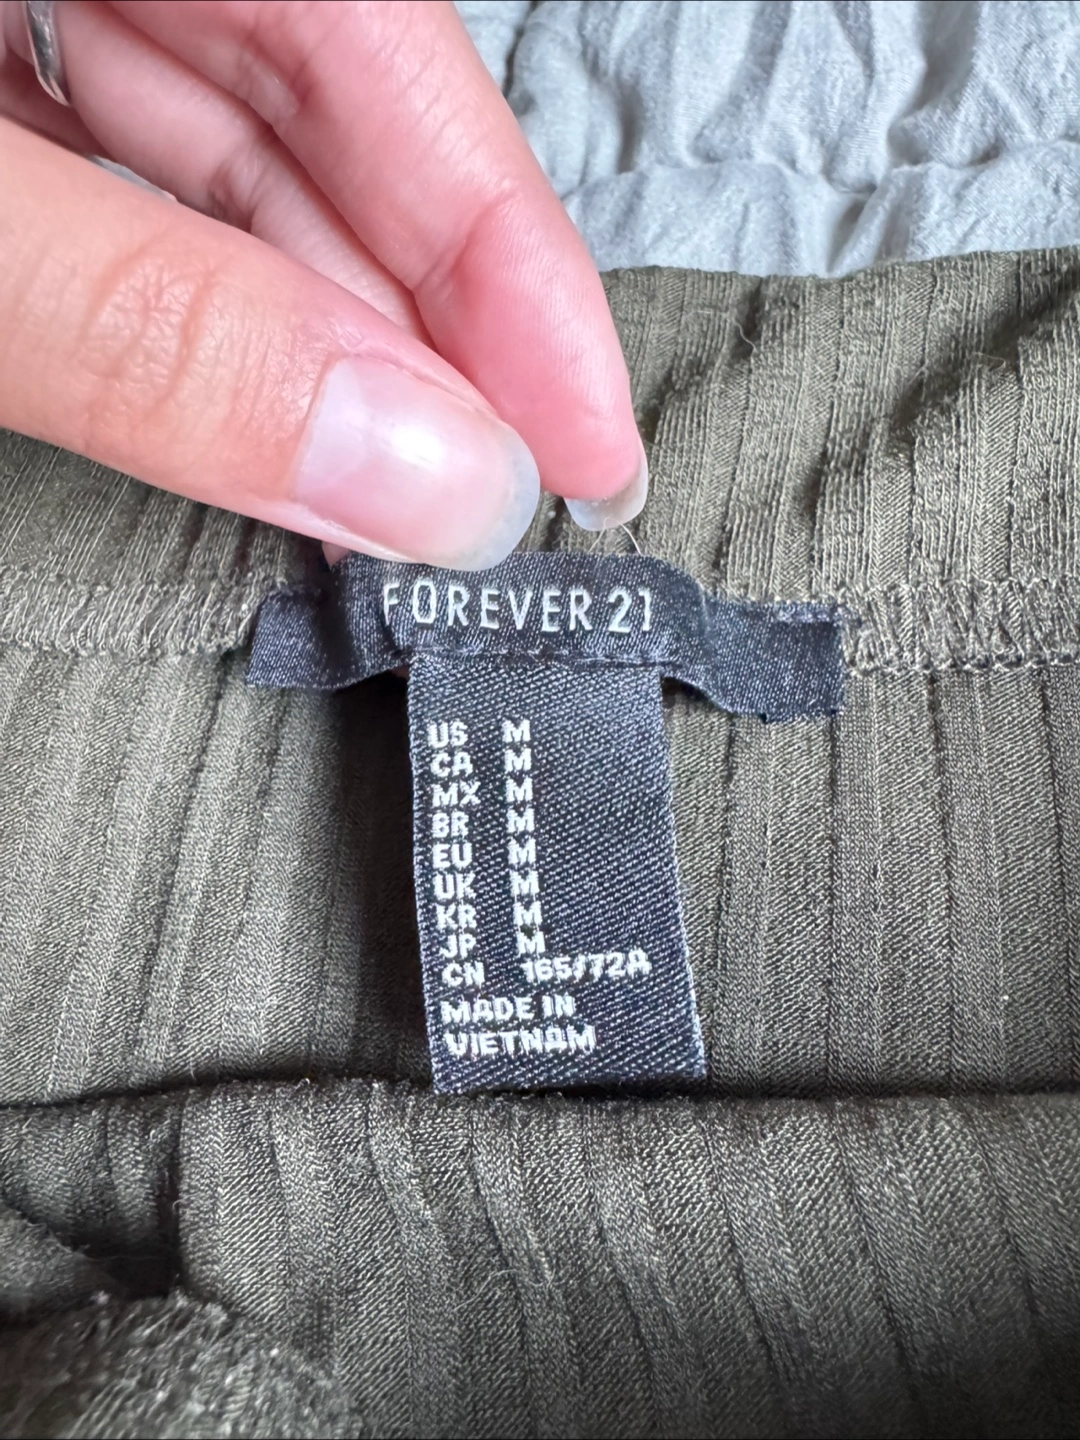 FOREVER 21
US M
CA M
MX M
BR M
EU M
UK M
KR M
JP M
CN 165/72A
MADE IN
VIETNAM